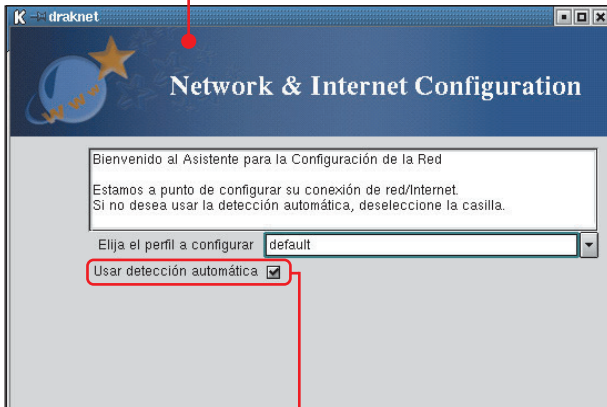 draknet
Network & Internet Configuration
Bienvenido al Asistente para la Configuración de la Red
Estamos a punto de configurar su conexión de red/Internet.
Si no desea usar la detección automática, deseleccione la casilla.
Elija el perfil a configurar default
Usar detección automática